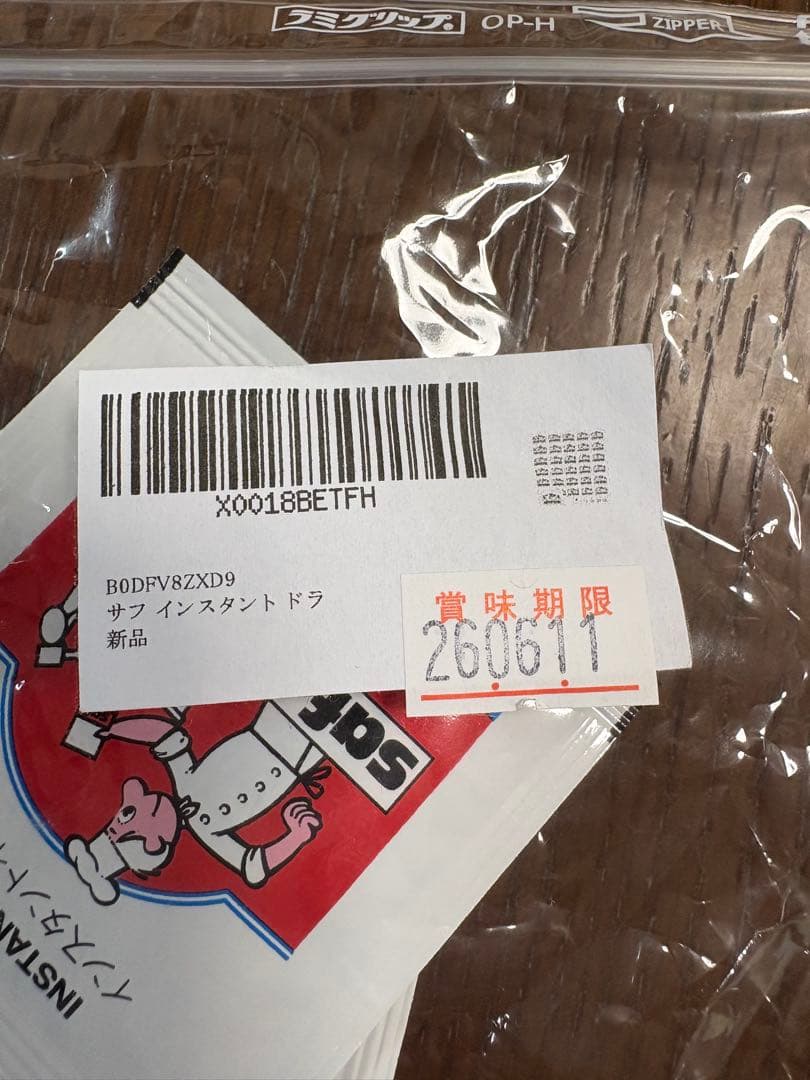 ラミグリップ® OP-H ZIPPER
X0018BETFH
B0DFV8ZXD9
サフ インスタント ドラ
新品
賞味期限
260611
saf
INSTAN
インスタント